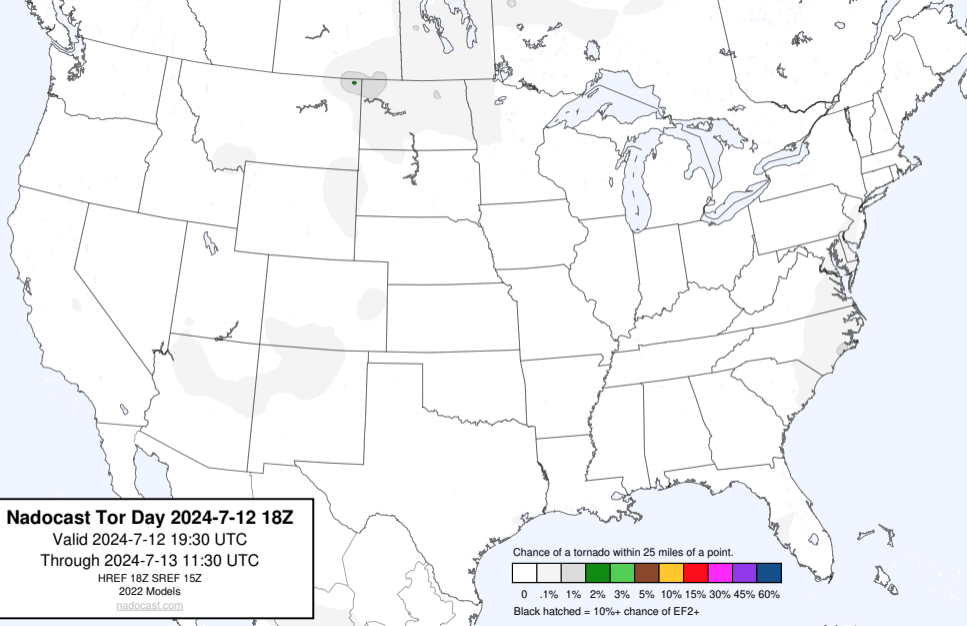 Nadocast Tor Day 2024-7-12 18Z
Valid 2024-7-12 19:30 UTC
Through 2024-7-13 11:30 UTC
HREF 18Z SREF 15Z
2022 Models
nadocast.com
Chance of a tornado within 25 miles of a point.
0 .1% 1% 2% 3% 5% 10% 15% 30% 45% 60%
Black hatched = 10%+ chance of EF2+